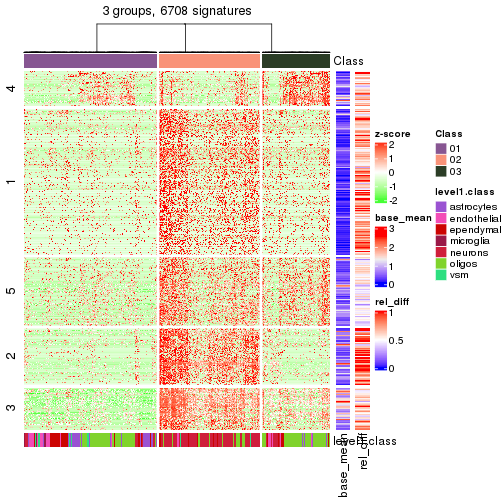 3 groups, 6708 signatures
Class
4
1
5
2
3
level1.class
base_mean
rel_diff
z-score
2
1
0
-1
-2
base_mean
3
2
1
0
rel_diff
1
0.5
0
Class
01
02
03
level1.class
astrocytes
endothelial
ependymal
microglia
neurons
oligos
vsm